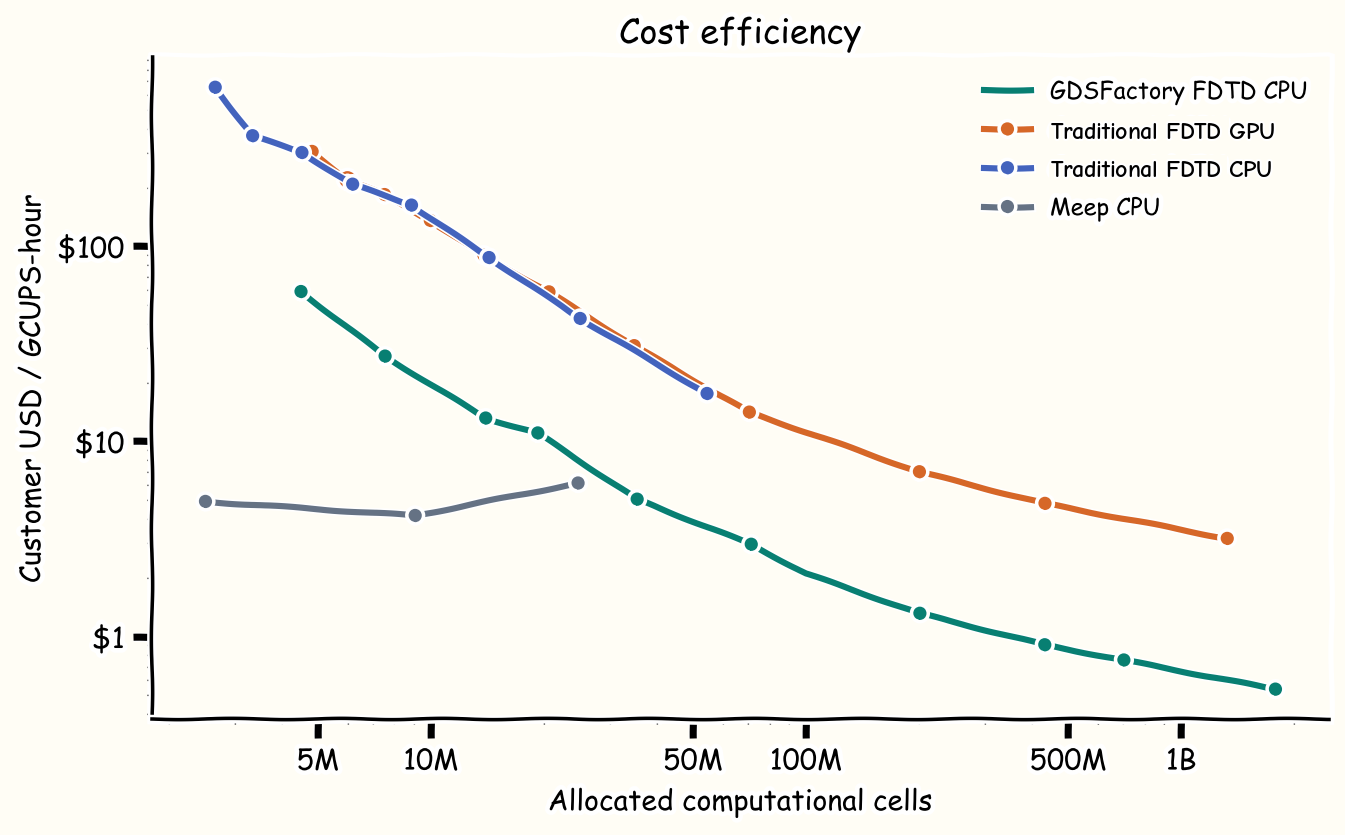 Cost efficiency
GDSFactory FDTD CPU
Traditional FDTD GPU
Traditional FDTD CPU
Meep CPU
Customer USD / GCUPS-hour
$100
$10
$1
5M
10M
50M
100M
500M
1B
Allocated computational cells